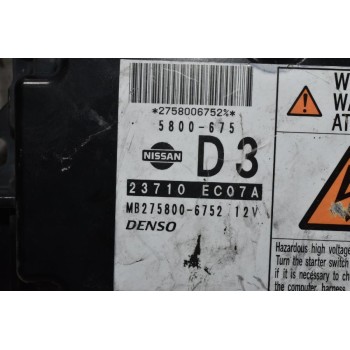 *2758006752%*
5800-675
NISSAN D3
23710 EC07A
MB275800-6752 12V
DENSO
W
WA
AT
Hazardous high voltage
Turn the starter switch
if it is necessary to ch
the computer, harness